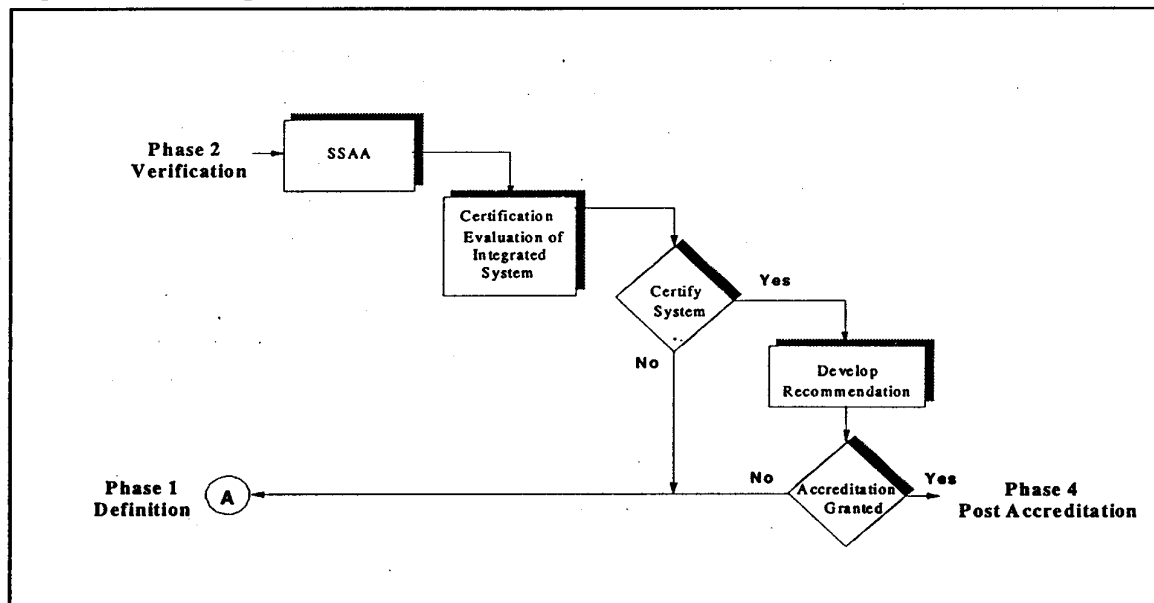 Phase 2
Verification
SSAA
Certification
Evaluation of
Integrated
System
Certify
System
Yes
No
Develop
Recommendation
Phase 1
Definition
A
No
Accreditation
Granted
Yes
Phase 4
Post Accreditation